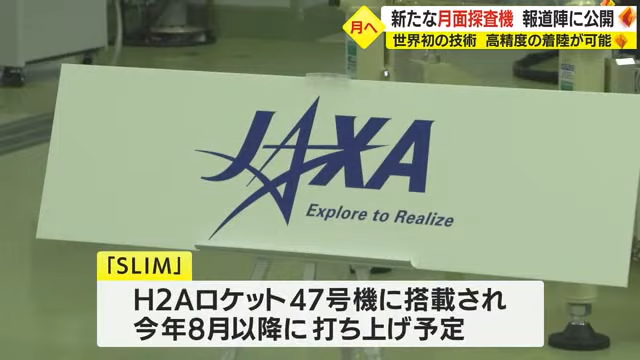 月へ
新たな月面探査機 報道陣に公開
世界初の技術 高精度の着陸が可能
JAXA
Explore to Realize
「SLIM」
H2Aロケット47号機に搭載され
今年8月以降に打ち上げ予定